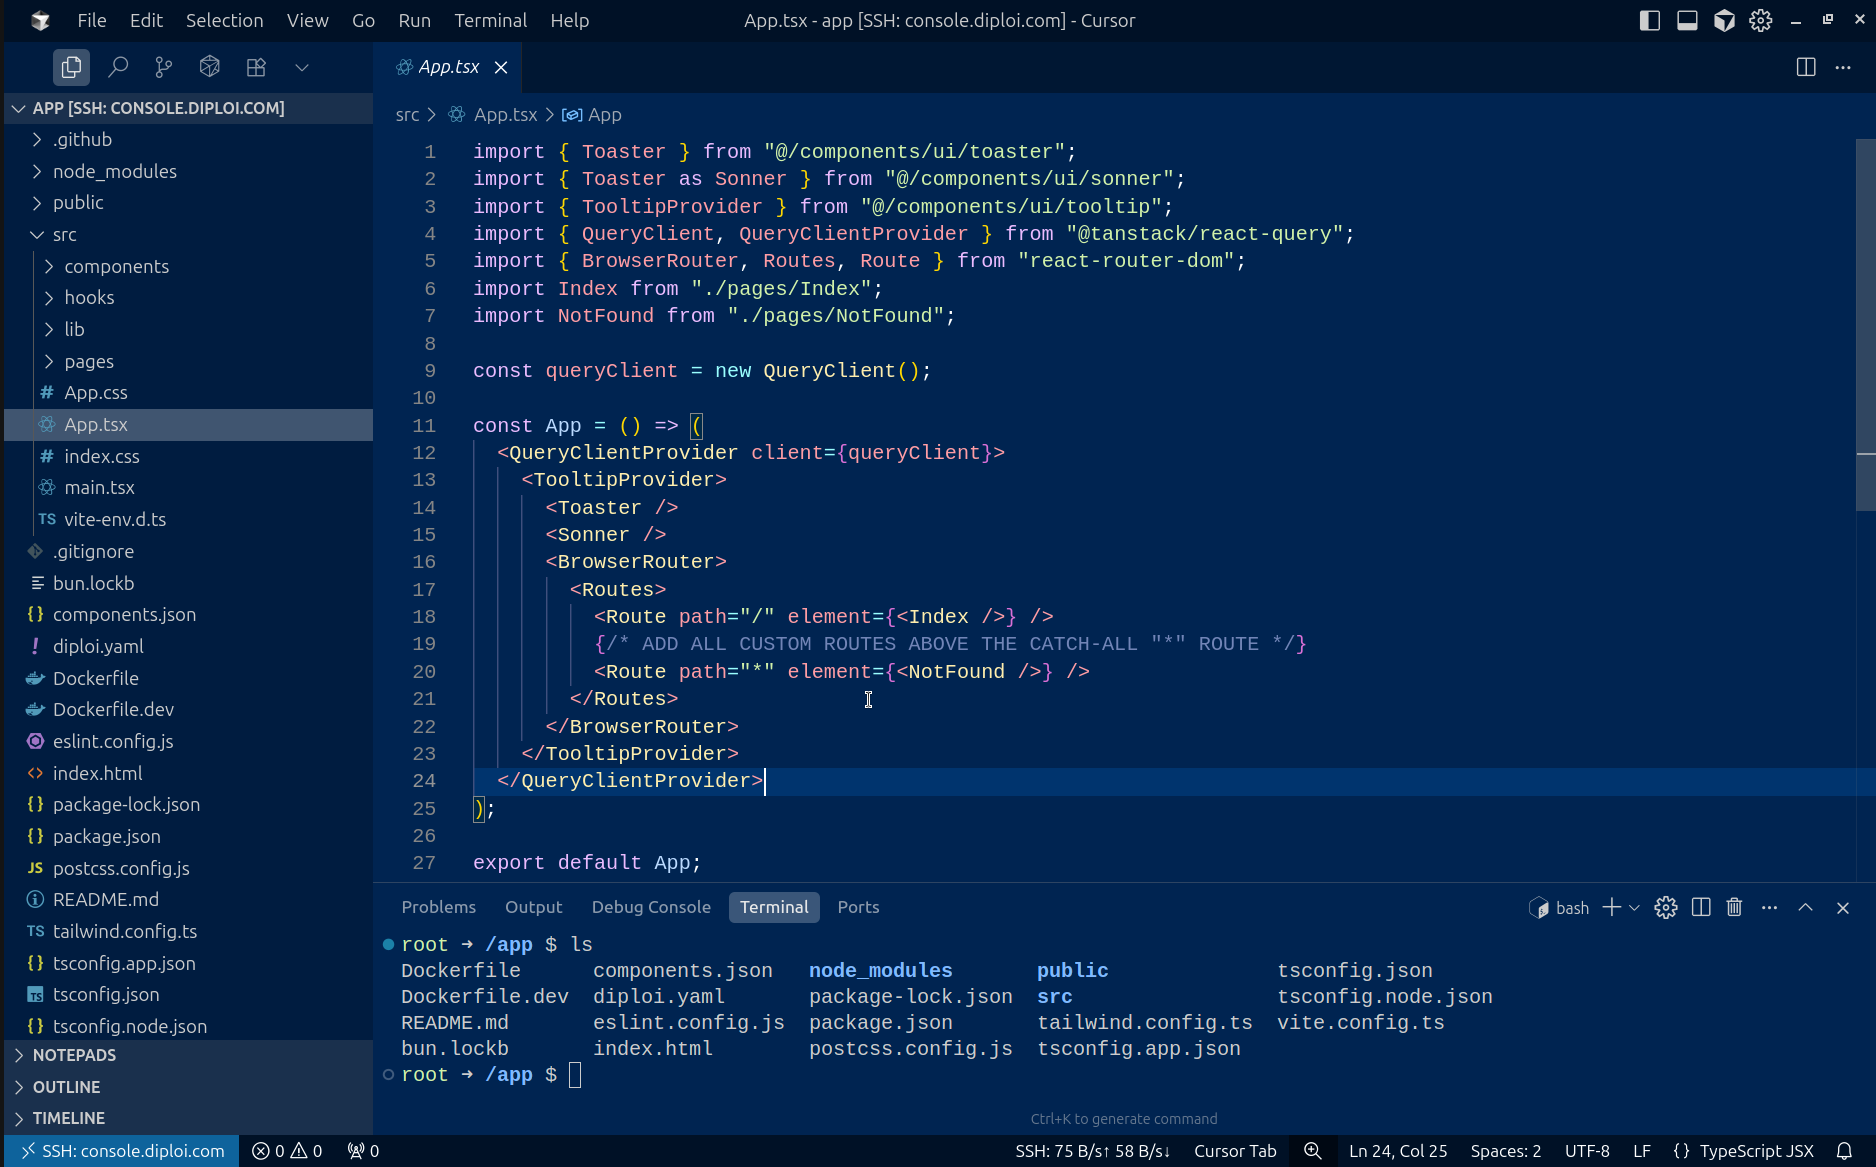 File Edit Selection View Go Run Terminal Help
App.tsx - app [SSH: console.diploi.com] - Cursor
APP [SSH: CONSOLE.DIPLOI.COM]
.github
node_modules
public
src
components
hooks
lib
pages
# App.css
App.tsx
# index.css
main.tsx
TS vite-env.d.ts
.gitignore
bun.lockb
{} components.json
! diploi.yaml
Dockerfile
Dockerfile.dev
eslint.config.js
<> index.html
{} package-lock.json
{} package.json
JS postcss.config.js
README.md
TS tailwind.config.ts
{} tsconfig.app.json
TS tsconfig.json
{} tsconfig.node.json
NOTEPADS
OUTLINE
TIMELINE
App.tsx
src > App.tsx > App
1 import { Toaster } from "@/components/ui/toaster";
2 import { Toaster as Sonner } from "@/components/ui/sonner";
3 import { TooltipProvider } from "@/components/ui/tooltip";
4 import { QueryClient, QueryClientProvider } from "@tanstack/react-query";
5 import { BrowserRouter, Routes, Route } from "react-router-dom";
6 import Index from "./pages/Index";
7 import NotFound from "./pages/NotFound";
8
9 const queryClient = new QueryClient();
10
11 const App = () => (
12 <QueryClientProvider client={queryClient}>
13 <TooltipProvider>
14 <Toaster />
15 <Sonner />
16 <BrowserRouter>
17 <Routes>
18 <Route path="/" element={<Index />} />
19 {/* ADD ALL CUSTOM ROUTES ABOVE THE CATCH-ALL "*" ROUTE */}
20 <Route path="*" element={<NotFound />} />
21 </Routes>
22 </BrowserRouter>
23 </TooltipProvider>
24 </QueryClientProvider>
25 );
26
27 export default App;
Problems Output Debug Console Terminal Ports
bash
root ➜ /app $ ls
Dockerfile components.json node_modules public tsconfig.json
Dockerfile.dev diploi.yaml package-lock.json src tsconfig.node.json
README.md eslint.config.js package.json tailwind.config.ts vite.config.ts
bun.lockb index.html postcss.config.js tsconfig.app.json
root ➜ /app $
Ctrl+K to generate command
SSH: console.diploi.com 0 0 0 SSH: 75 B/s↑ 58 B/s↓ Cursor Tab Ln 24, Col 25 Spaces: 2 UTF-8 LF {} TypeScript JSX